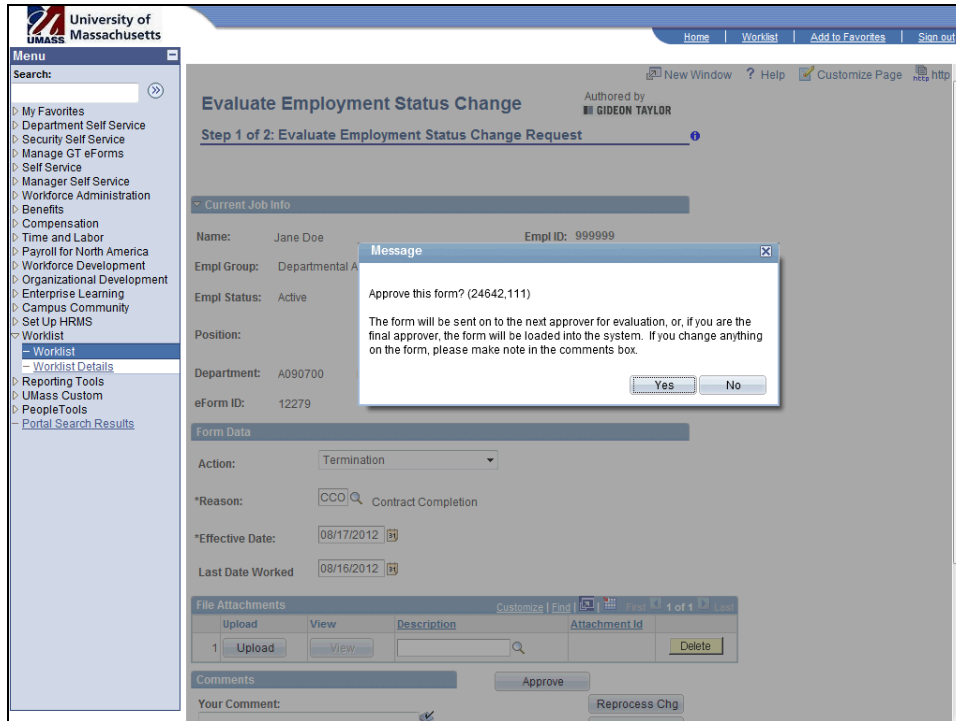 University of
Massachusetts
UMASS
Home | Worklist | Add to Favorites | Sign out
Menu
Search:
My Favorites
Department Self Service
Security Self Service
Manage GT eForms
Self Service
Manager Self Service
Workforce Administration
Benefits
Compensation
Time and Labor
Payroll for North America
Workforce Development
Organizational Development
Enterprise Learning
Campus Community
Set Up HRMS
Worklist
– Worklist
– Worklist Details
Reporting Tools
UMass Custom
PeopleTools
– Portal Search Results
New Window ? Help Customize Page http
Evaluate Employment Status Change
Authored by
GIDEON TAYLOR
Step 1 of 2: Evaluate Employment Status Change Request
Current Job Info
Name: Jane Doe Empl ID: 999999
Empl Group: Departmental A
Empl Status: Active
Position:
Department: A090700
eForm ID: 12279
Message
Approve this form? (24642,111)
The form will be sent on to the next approver for evaluation, or, if you are the
final approver, the form will be loaded into the system. If you change anything
on the form, please make note in the comments box.
Yes No
Form Data
Action: Termination
*Reason: CCO Contract Completion
*Effective Date: 08/17/2012
Last Date Worked 08/16/2012
File Attachments Customize | Find | First 1 of 1 Last
Upload View Description Attachment Id
1 Upload View Delete
Comments
Approve
Your Comment:
Reprocess Chg